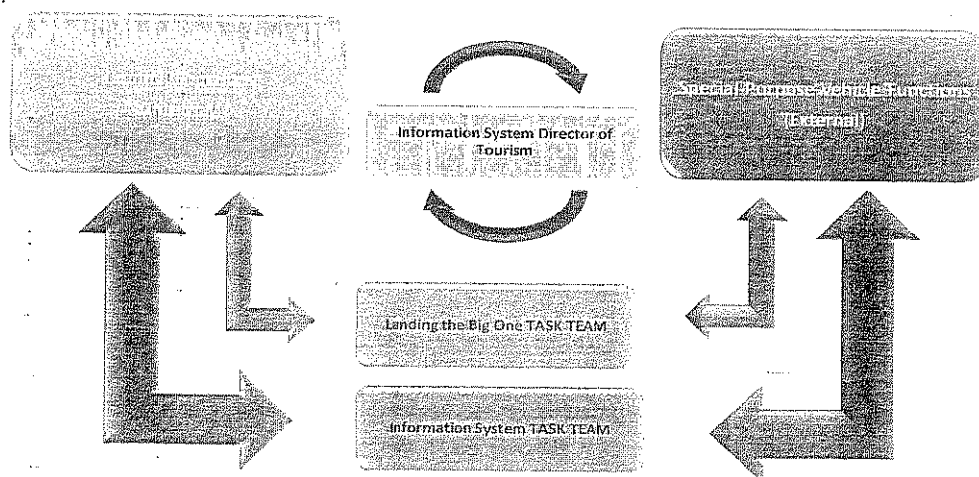 Information System Director of
Tourism
Special Purpose Vehicle Functions
(External)
Landing the Big One TASK TEAM
Information System TASK TEAM